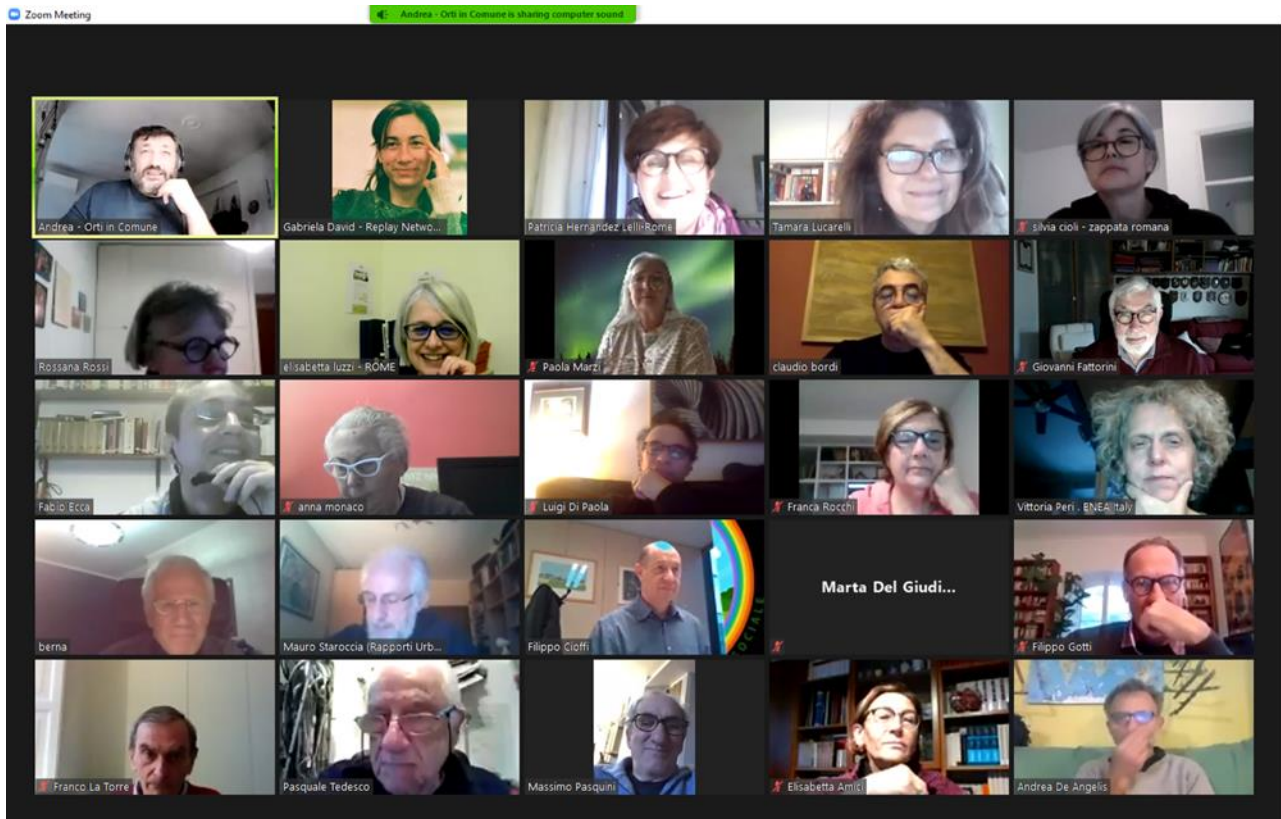 Zoom Meeting
Andrea - Orti in Comune is sharing computer sound
Andrea - Orti in Comune
Gabriela David - Replay Netwo...
Patricia Hernandez Lelli-Rome
Tamara Lucarelli
silvia cioli - zappata romana
Rossana Rossi
elisabetta luzzi - ROME
Paola Marzi
claudio bordi
Giovanni Fattorini
Fabio Ecca
anna monaco
Luigi Di Paola
Franca Rocchi
Vittoria Peri . ENEA Italy
berna
Mauro Staroccia (Rapporti Urb...
Filippo Cioffi
OCIALE
Marta Del Giudi...
Filippo Gotti
Franco La Torre
Pasquale Tedesco
Massimo Pasquini
Elisabetta Amici
Andrea De Angelis